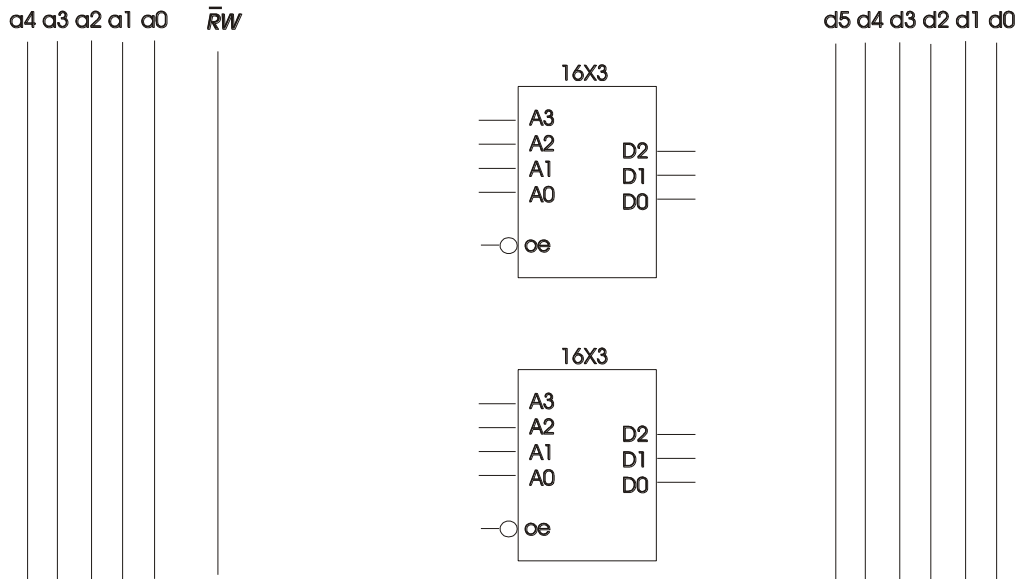 a4 a3 a2 a1 a0 R̅W d5 d4 d3 d2 d1 d0
16X3
A3
A2
A1
A0
D2
D1
D0
oe
16X3
A3
A2
A1
A0
D2
D1
D0
oe